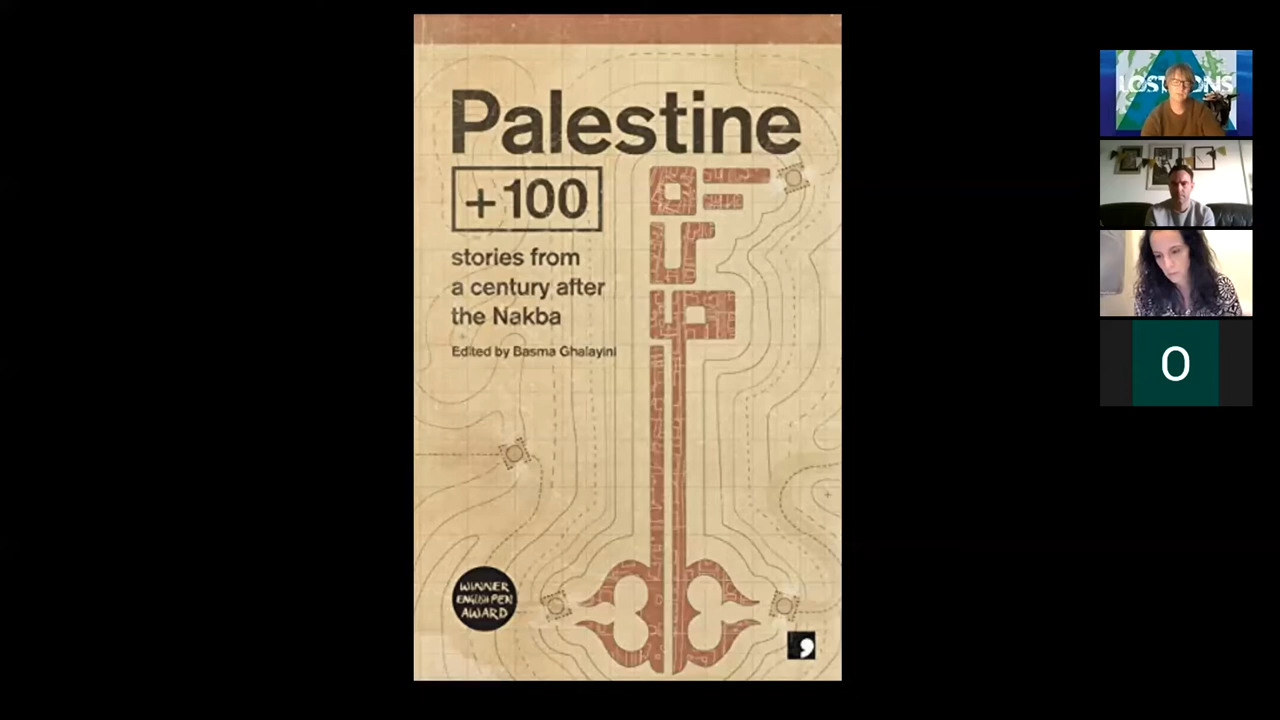 Palestine
+100
stories from
a century after
the Nakba
Edited by Basma Ghalayini
WINNER
ENGLISH PEN
AWARD
O